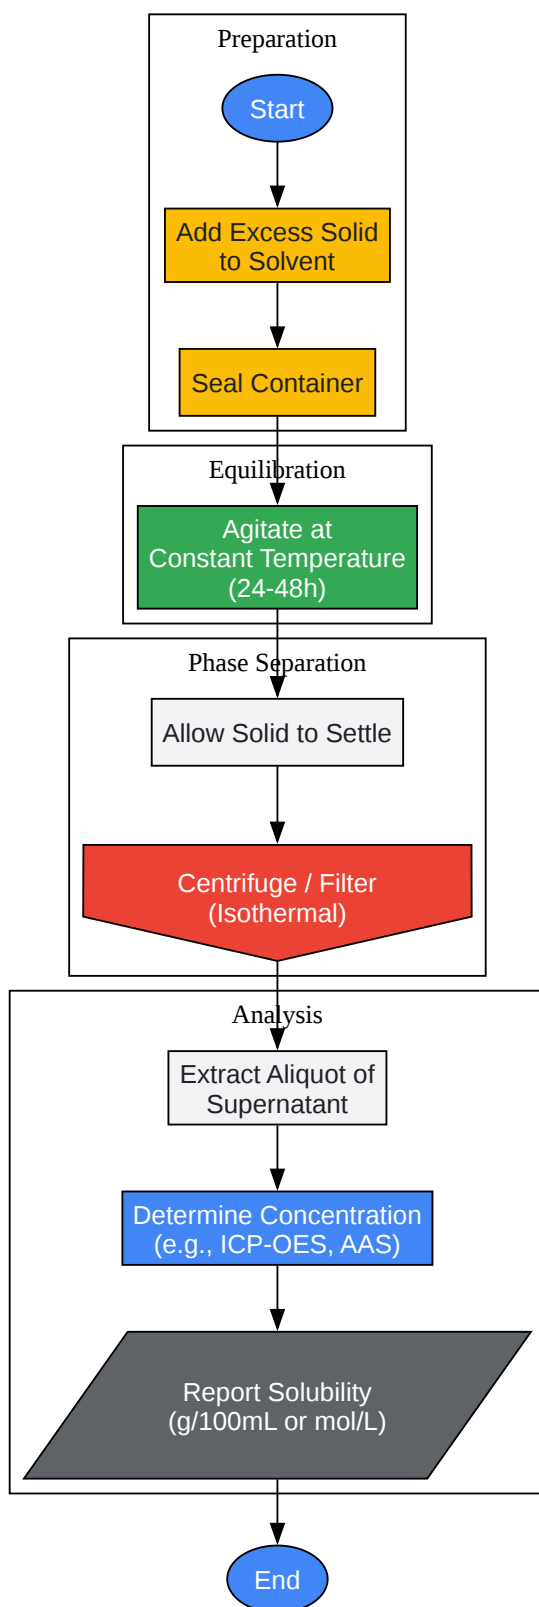 Preparation
Start
Add Excess Solid
to Solvent
Seal Container
Equilibration
Agitate at
Constant Temperature
(24-48h)
Phase Separation
Allow Solid to Settle
Centrifuge / Filter
(Isothermal)
Analysis
Extract Aliquot of
Supernatant
Determine Concentration
(e.g., ICP-OES, AAS)
Report Solubility
(g/100mL or mol/L)
End